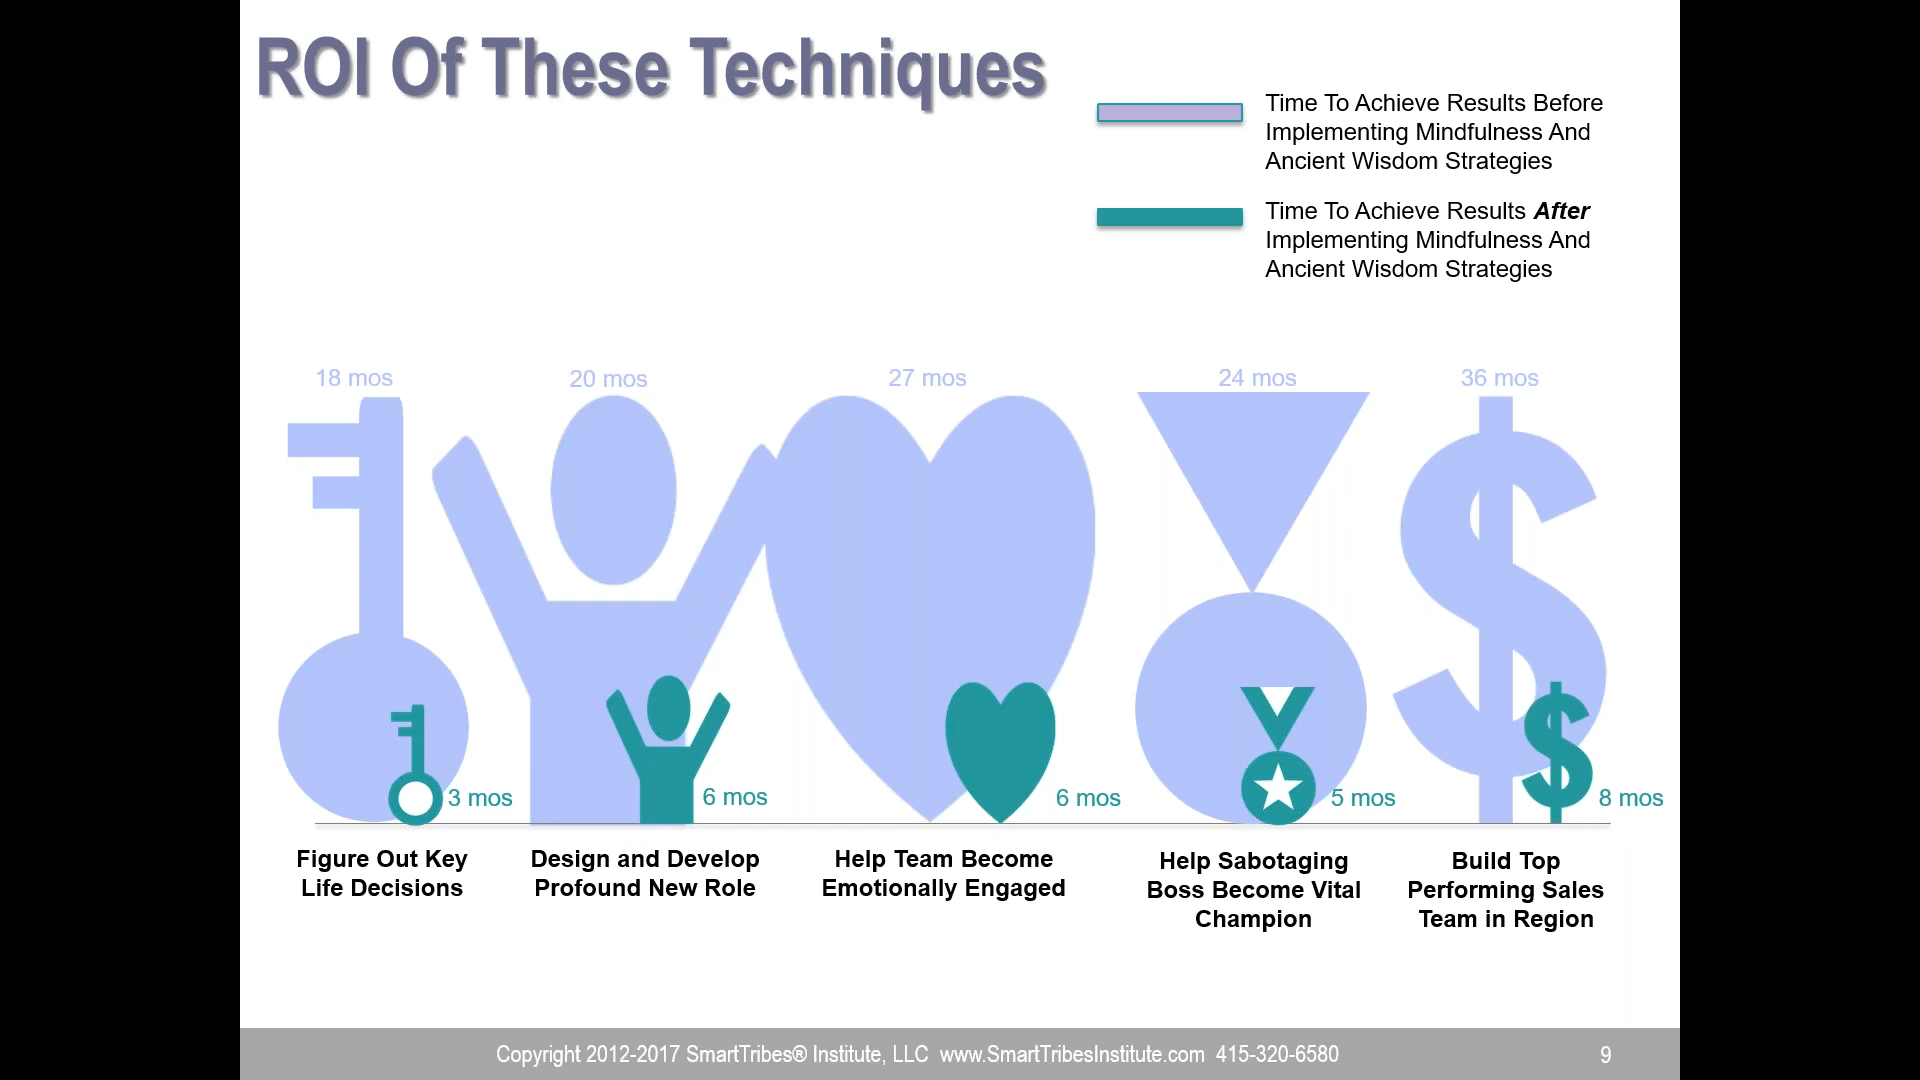 ROI Of These Techniques
Time To Achieve Results Before
Implementing Mindfulness And
Ancient Wisdom Strategies
Time To Achieve Results After
Implementing Mindfulness And
Ancient Wisdom Strategies
18 mos
20 mos
27 mos
24 mos
36 mos
3 mos
6 mos
6 mos
5 mos
8 mos
Figure Out Key
Life Decisions
Design and Develop
Profound New Role
Help Team Become
Emotionally Engaged
Help Sabotaging
Boss Become Vital
Champion
Build Top
Performing Sales
Team in Region
Copyright 2012-2017 SmartTribes® Institute, LLC www.SmartTribesInstitute.com 415-320-6580
9